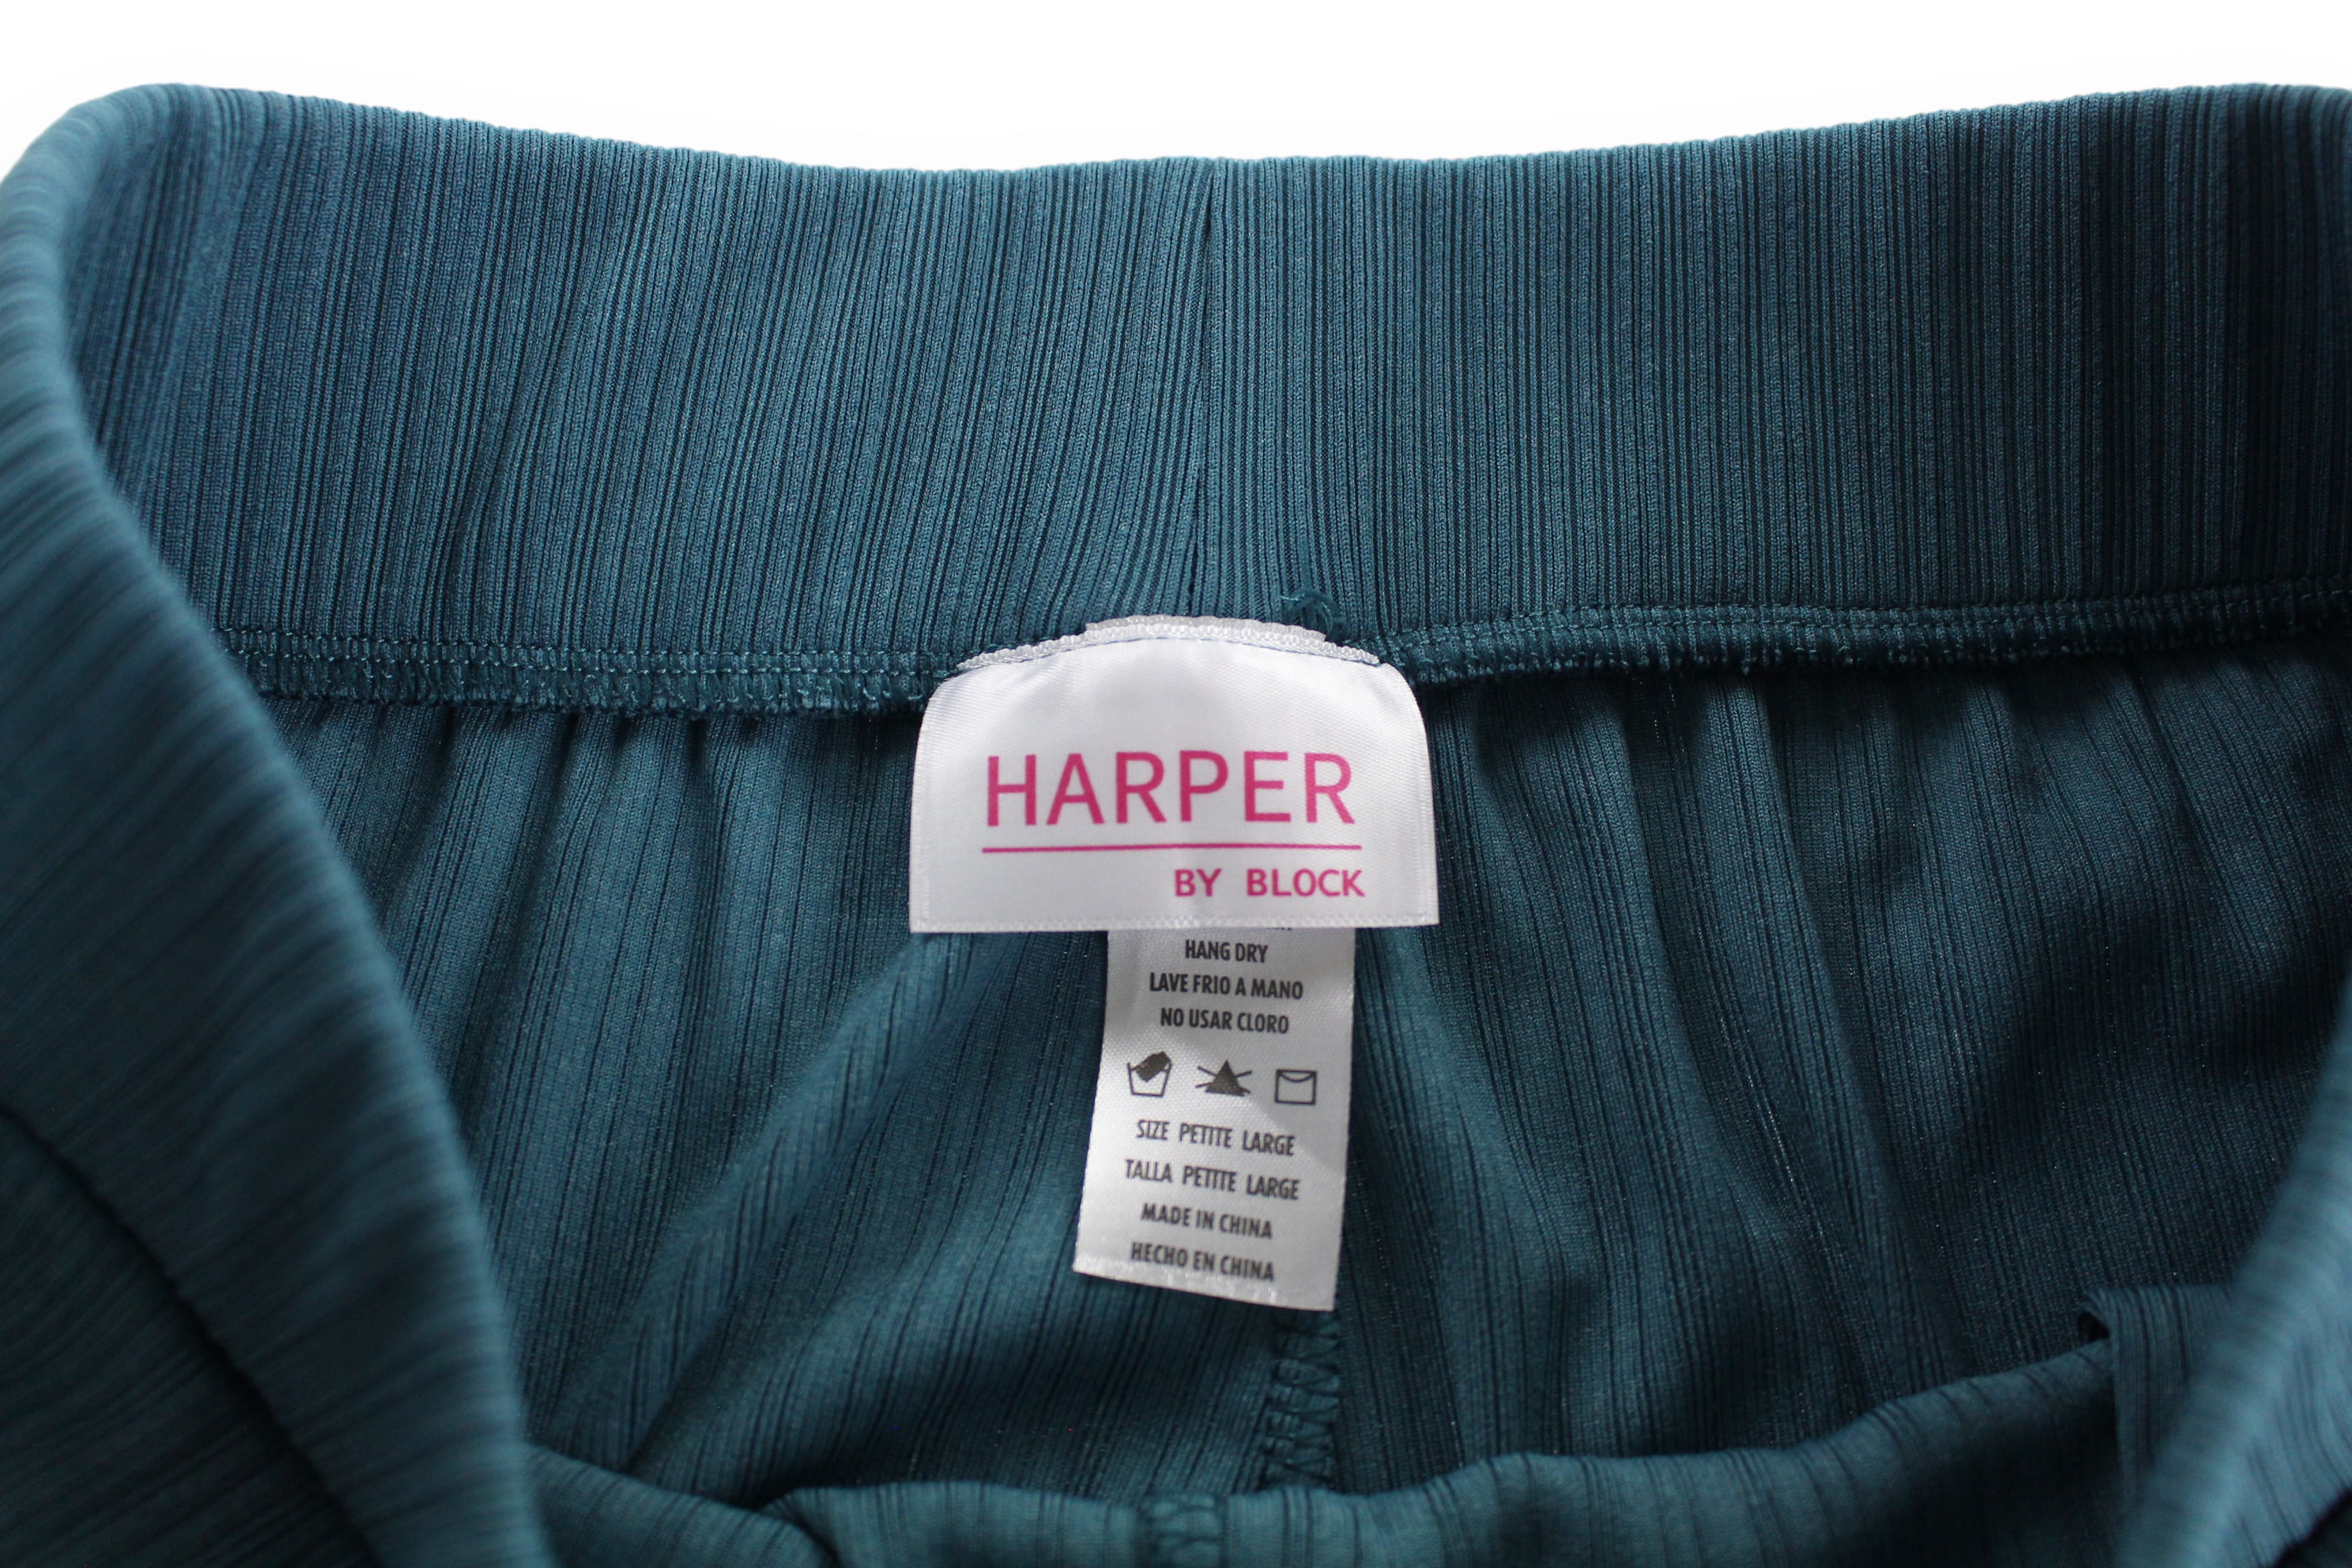 HARPER
BY BLOCK
HANG DRY
LAVE FRIO A MANO
NO USAR CLORO
SIZE PETITE LARGE
TALLA PETITE LARGE
MADE IN CHINA
HECHO EN CHINA